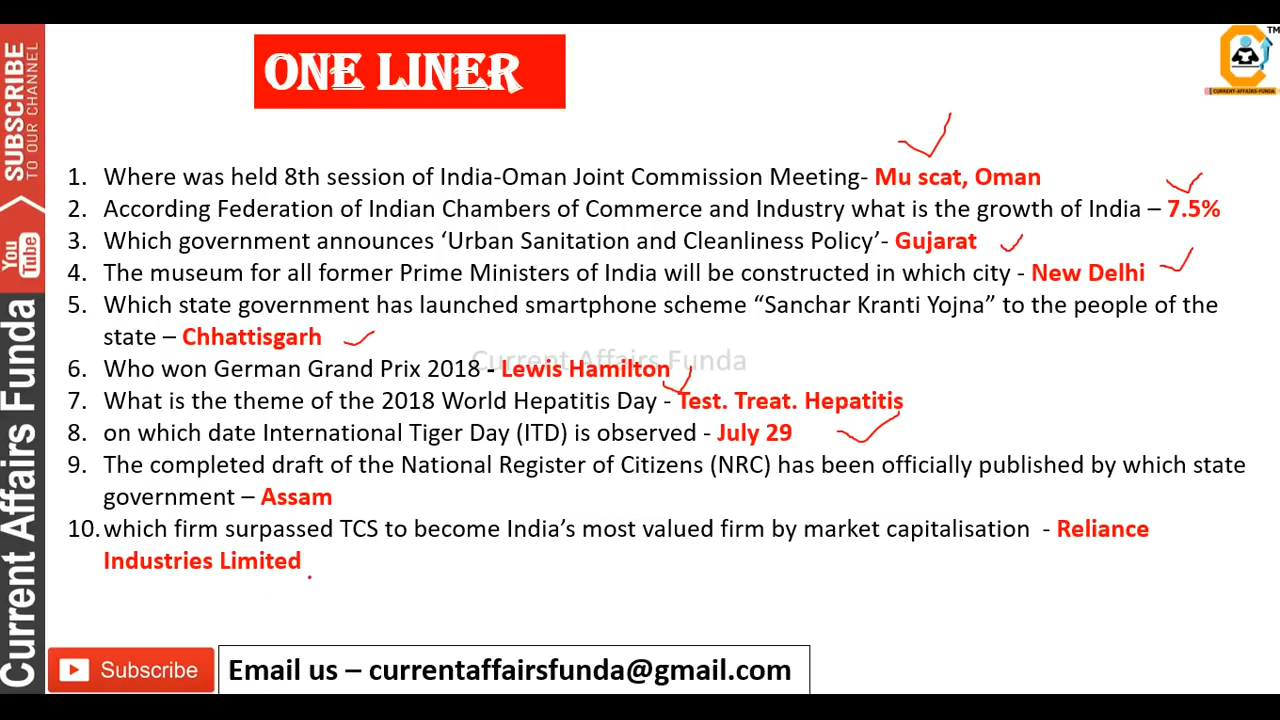 SUBSCRIBE
TO OUR CHANNEL
You Tube
Current Affairs Funda
ONE LINER
TM
CURRENT-AFFAIRS-FUNDA
1. Where was held 8th session of India-Oman Joint Commission Meeting- Mu scat, Oman
2. According Federation of Indian Chambers of Commerce and Industry what is the growth of India – 7.5%
3. Which government announces ‘Urban Sanitation and Cleanliness Policy’- Gujarat
4. The museum for all former Prime Ministers of India will be constructed in which city - New Delhi
5. Which state government has launched smartphone scheme “Sanchar Kranti Yojna” to the people of the
state – Chhattisgarh
Current Affairs Funda
6. Who won German Grand Prix 2018 - Lewis Hamilton
7. What is the theme of the 2018 World Hepatitis Day - Test. Treat. Hepatitis
8. on which date International Tiger Day (ITD) is observed - July 29
9. The completed draft of the National Register of Citizens (NRC) has been officially published by which state
government – Assam
10. which firm surpassed TCS to become India’s most valued firm by market capitalisation - Reliance
Industries Limited
Subscribe
Email us – currentaffairsfunda@gmail.com